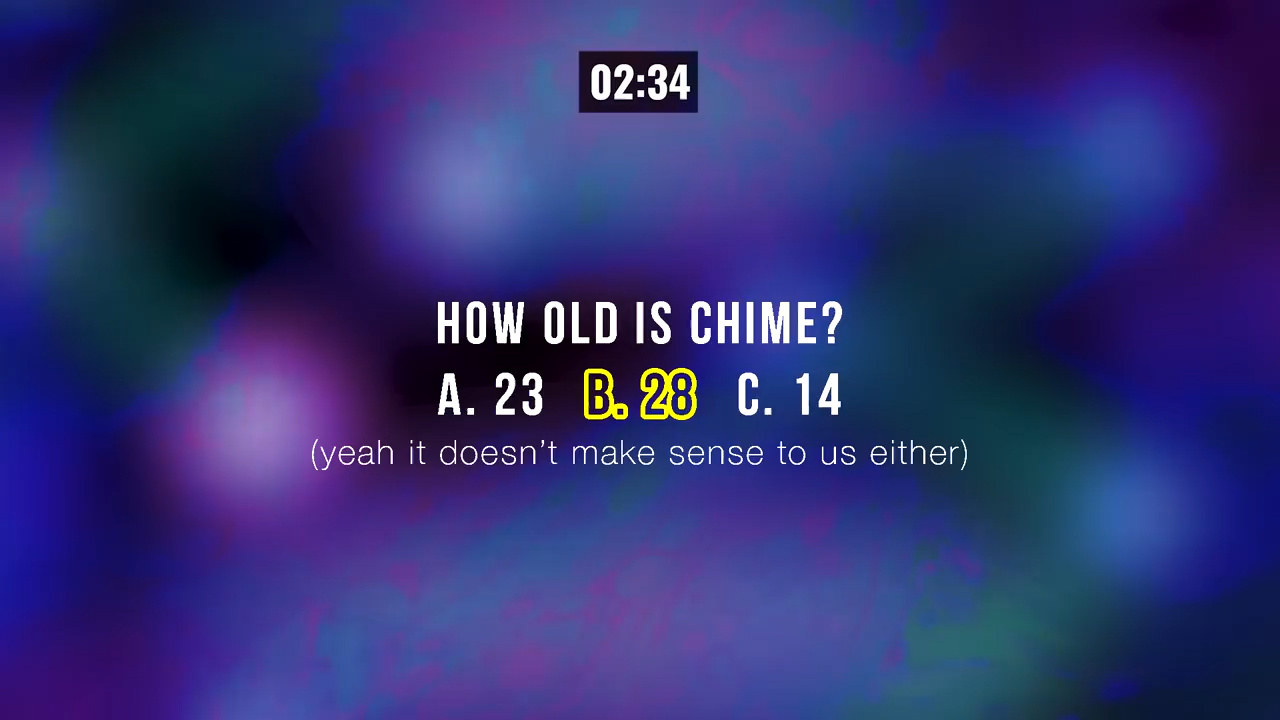 02:34
HOW OLD IS CHIME?
A. 23 B. 28 C. 14
(yeah it doesn't make sense to us either)